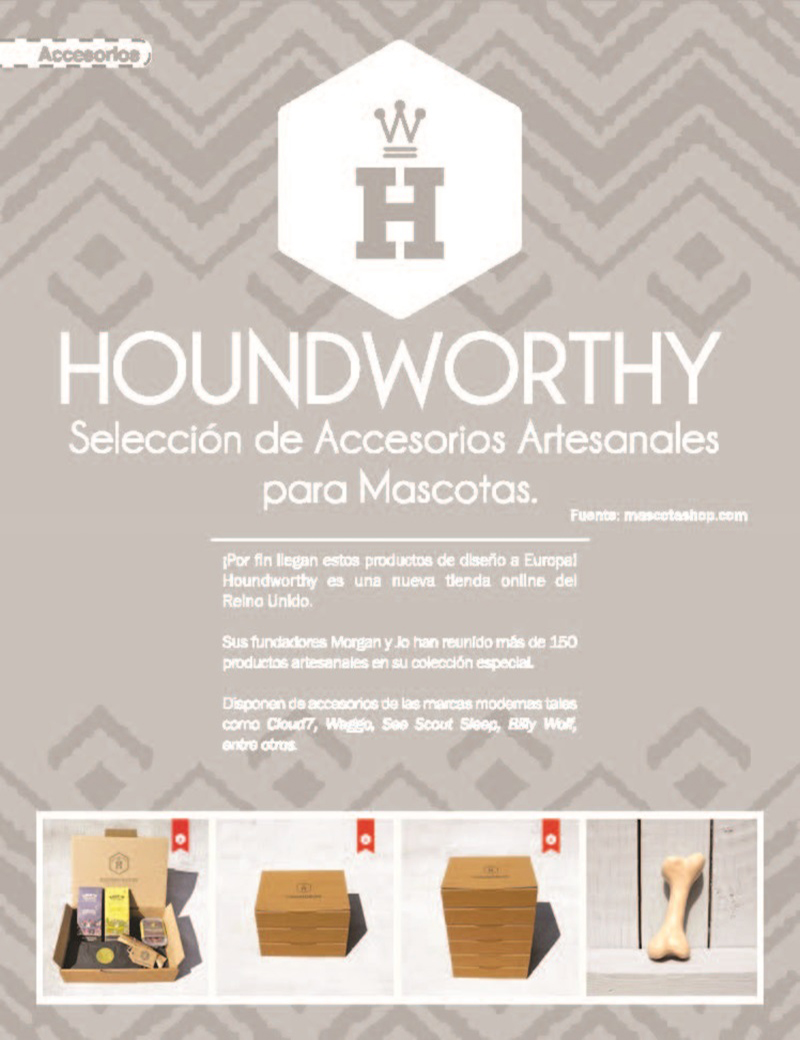 Accesorios
W
H
HOUNDWORTHY
Selección de Accesorios Artesanales
para Mascotas.
Fuente: mascotashop.com
¡Por fin llegan estos productos de diseño a Europa!
Houndworthy es una nueva tienda online del
Reino Unido.
Sus fundadores Morgan y Jo han reunido más de 150
productos artesanales en su colección especial.
Disponen de accesorios de las marcas modernas tales
como Cloud7, Waggo, See Scout Sleep, Billy Wolf,
entre otros.
H